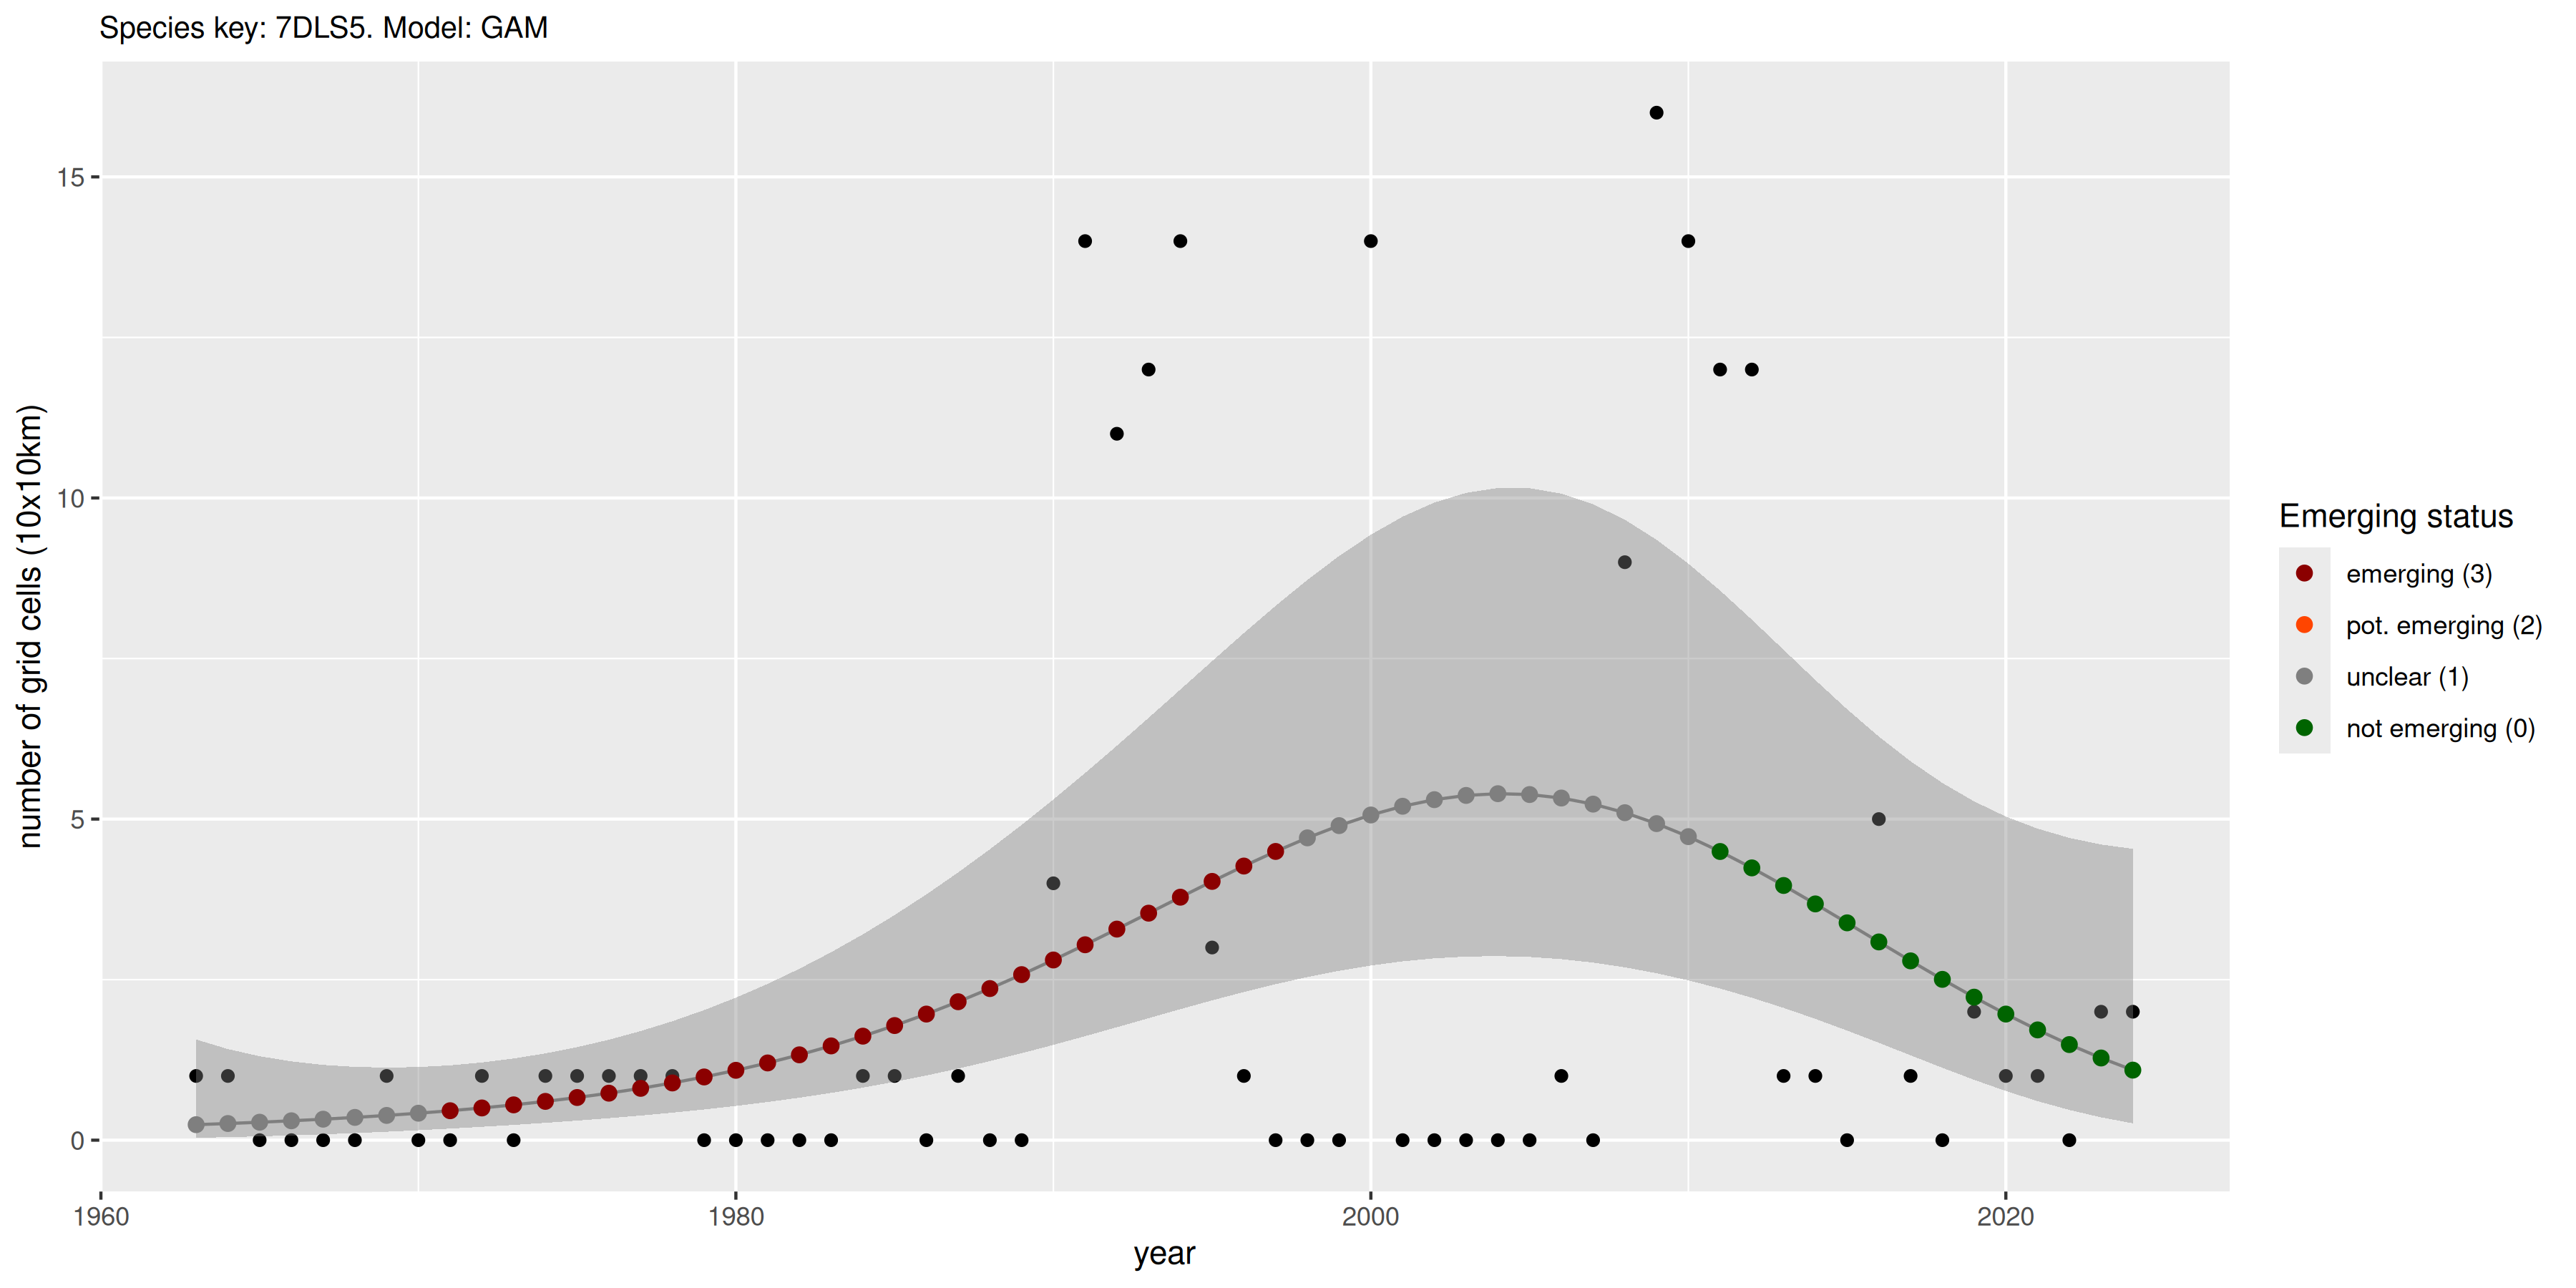 Species key: 7DLS5. Model: GAM
15
10
5
0
number of grid cells (10x10km)
1960
1980
2000
2020
year
Emerging status
emerging (3)
pot. emerging (2)
unclear (1)
not emerging (0)